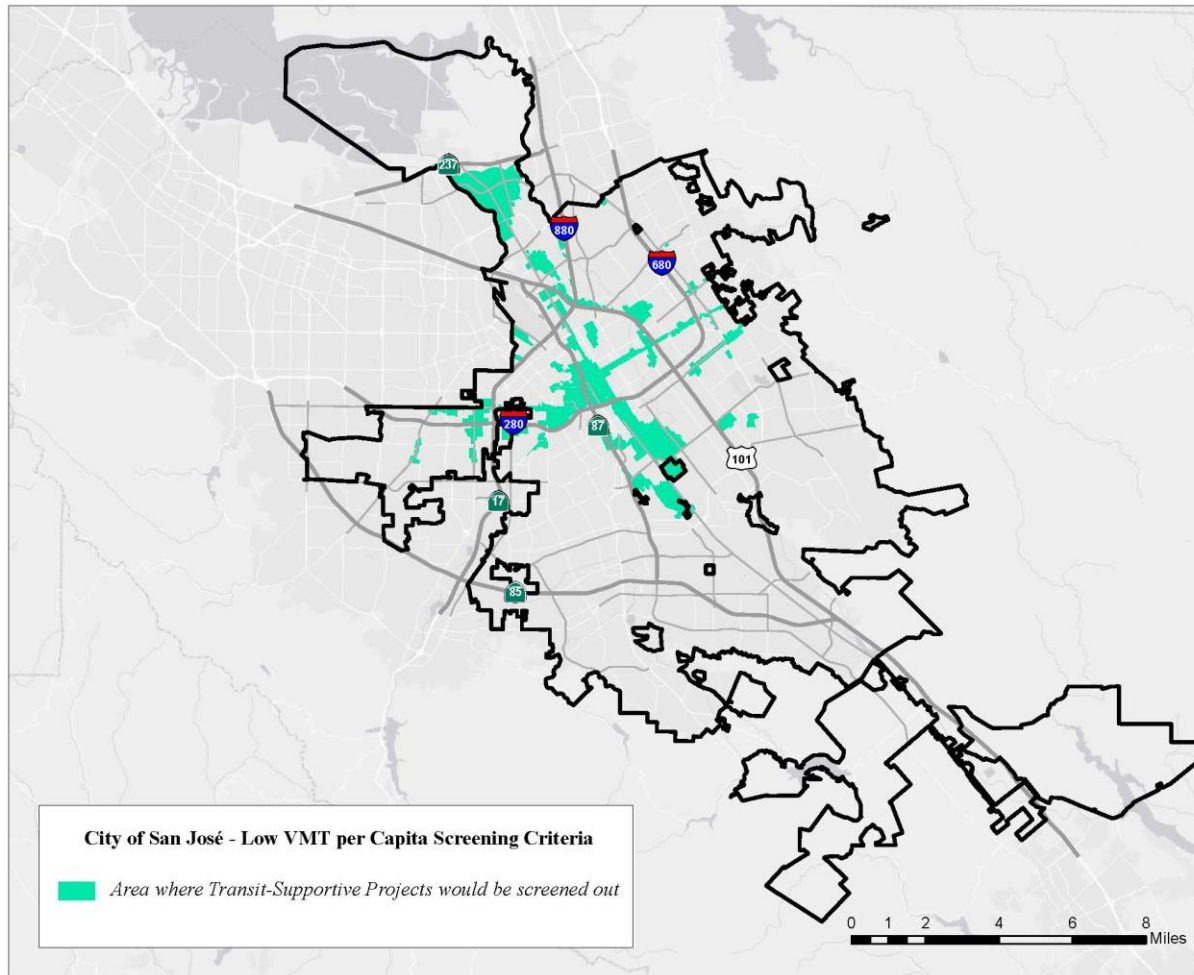 237
880
680
280
87
101
17
85
City of San José - Low VMT per Capita Screening Criteria
Area where Transit-Supportive Projects would be screened out
0 1 2 4 6 8
Miles